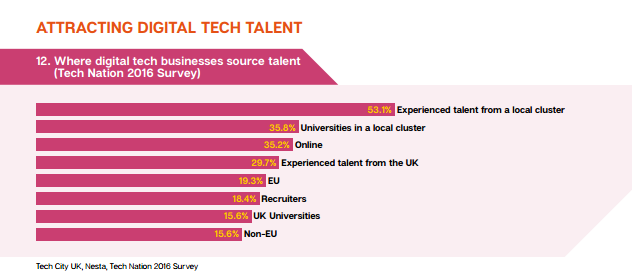 ATTRACTING DIGITAL TECH TALENT
12. Where digital tech businesses source talent
(Tech Nation 2016 Survey)
53.1% Experienced talent from a local cluster
35.8% Universities in a local cluster
35.2% Online
29.7% Experienced talent from the UK
19.3% EU
18.4% Recruiters
15.6% UK Universities
15.6% Non-EU
Tech City UK, Nesta, Tech Nation 2016 Survey